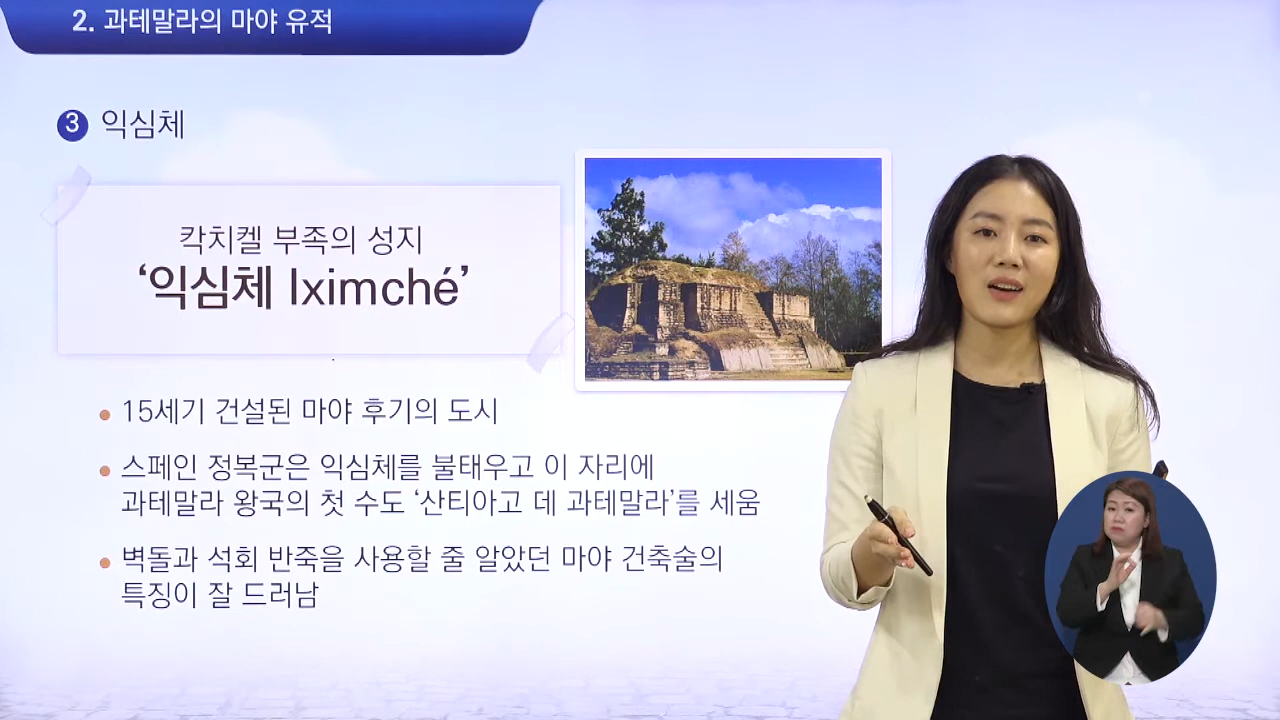 2. 과테말라의 마야 유적
3 익심체
칵치켈 부족의 성지
‘익심체 Iximché’
• 15세기 건설된 마야 후기의 도시
• 스페인 정복군은 익심체를 불태우고 이 자리에
과테말라 왕국의 첫 수도 ‘산티아고 데 과테말라’를 세움
• 벽돌과 석회 반죽을 사용할 줄 알았던 마야 건축술의
특징이 잘 드러남